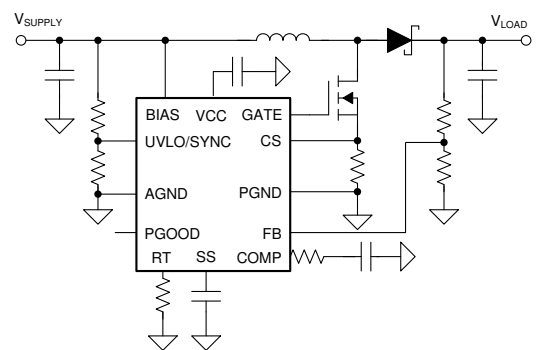 VSUPPLY
VLOAD
BIAS
VCC
GATE
UVLO/SYNC
CS
AGND
PGND
PGOOD
FB
RT
SS
COMP